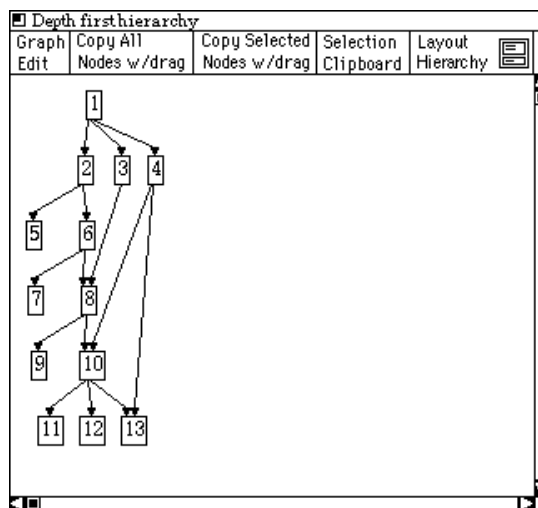 Depth first hierarchy
Graph Edit
Copy All Nodes w/drag
Copy Selected Nodes w/drag
Selection Clipboard
Layout Hierarchy
1
2 3 4
5 6
7 8
9 10
11 12 13